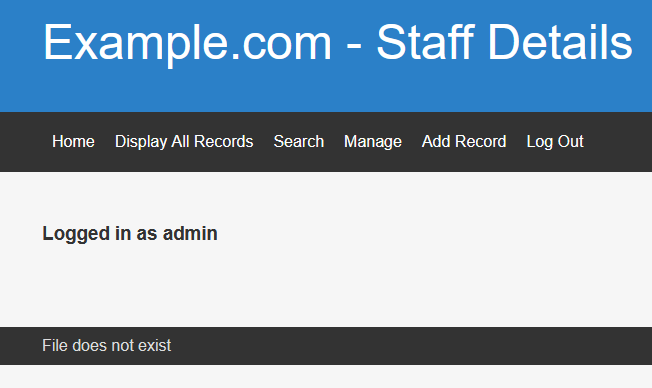 Example.com - Staff Details
Home Display All Records Search Manage Add Record Log Out
Logged in as admin
File does not exist